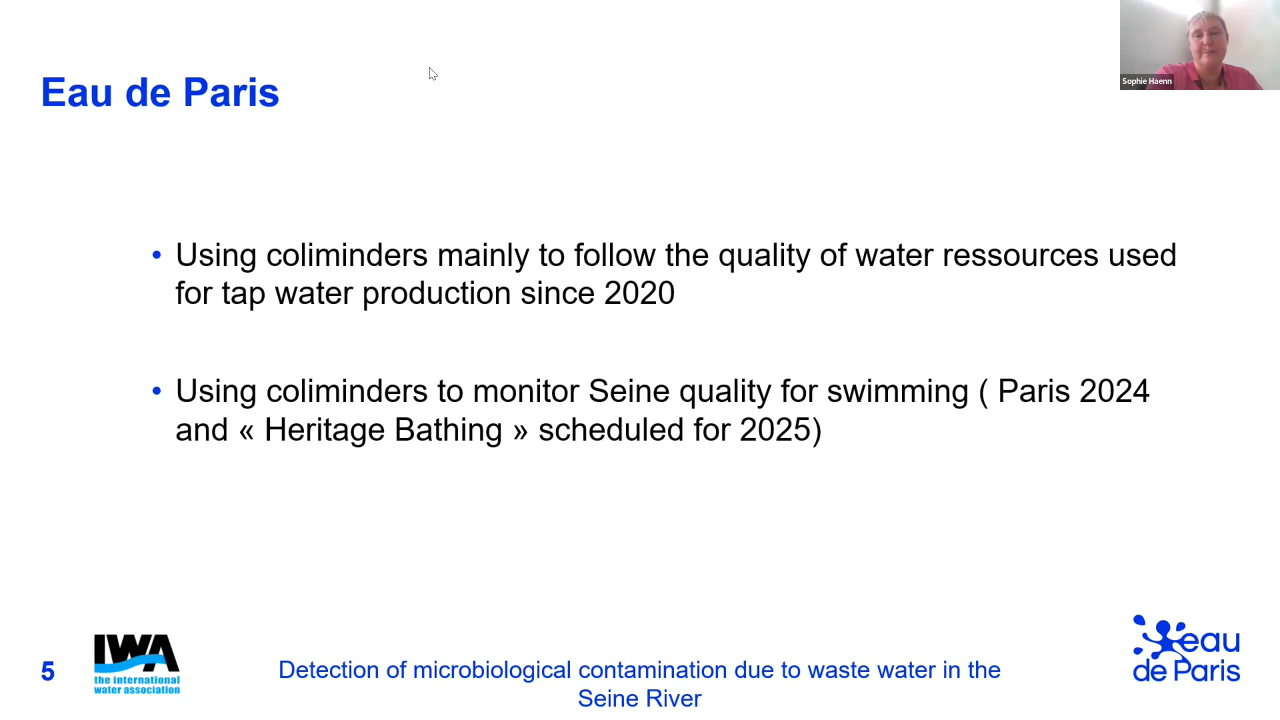 Sophie Haenn
Eau de Paris
• Using coliminders mainly to follow the quality of water ressources used
for tap water production since 2020
• Using coliminders to monitor Seine quality for swimming ( Paris 2024
and « Heritage Bathing » scheduled for 2025)
5
IWA
the international
water association
Detection of microbiological contamination due to waste water in the
Seine River
eau
de Paris